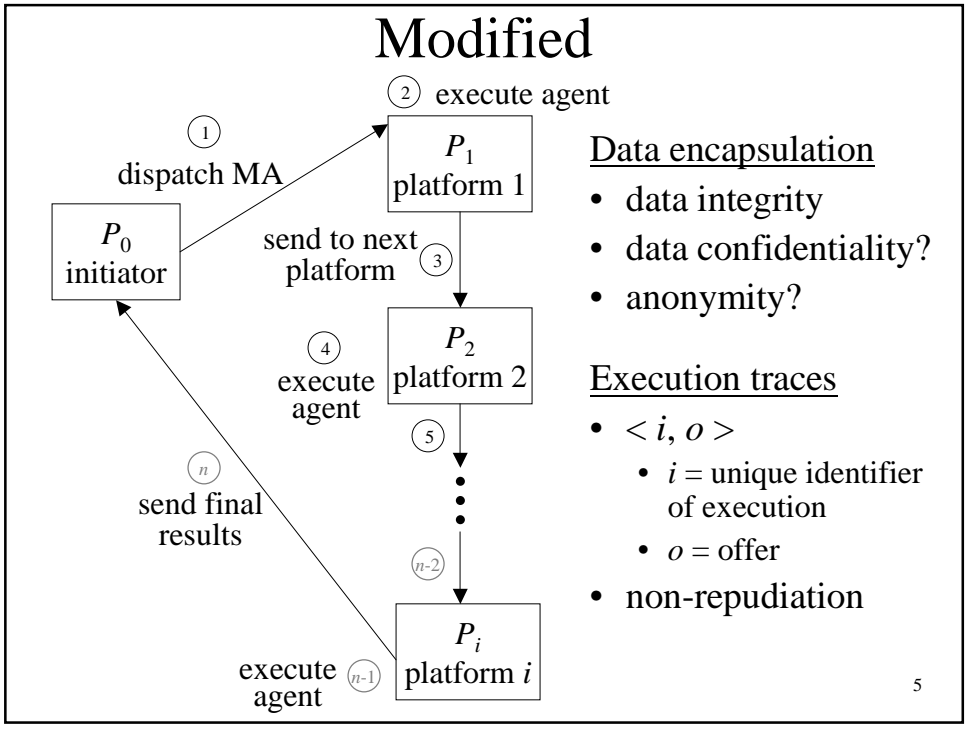 Modified
2 execute agent
1
dispatch MA
P1
platform 1
P0
initiator
send to next
platform 3
P2
platform 2
4
execute
agent
5
n
send final
results
n-2
Pi
platform i
execute
agent
n-1
Data encapsulation
• data integrity
• data confidentiality?
• anonymity?
Execution traces
• < i, o >
• i = unique identifier
of execution
• o = offer
• non-repudiation
5